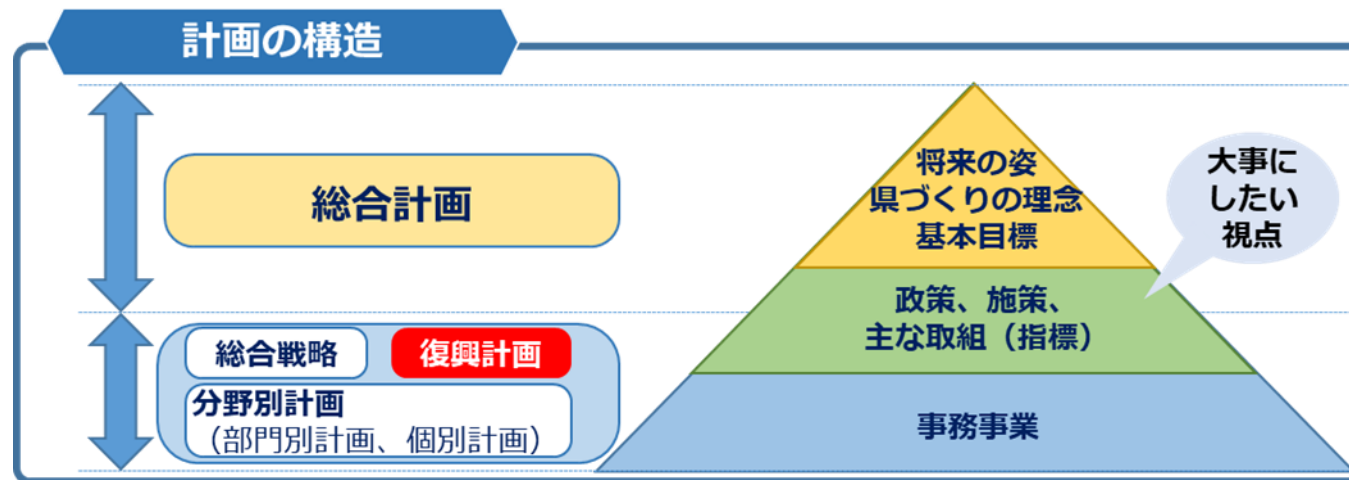 計画の構造
総合計画
総合戦略
復興計画
分野別計画
（部門別計画、個別計画）
将来の姿
県づくりの理念
基本目標
政策、施策、
主な取組（指標）
事務事業
大事に
したい
視点